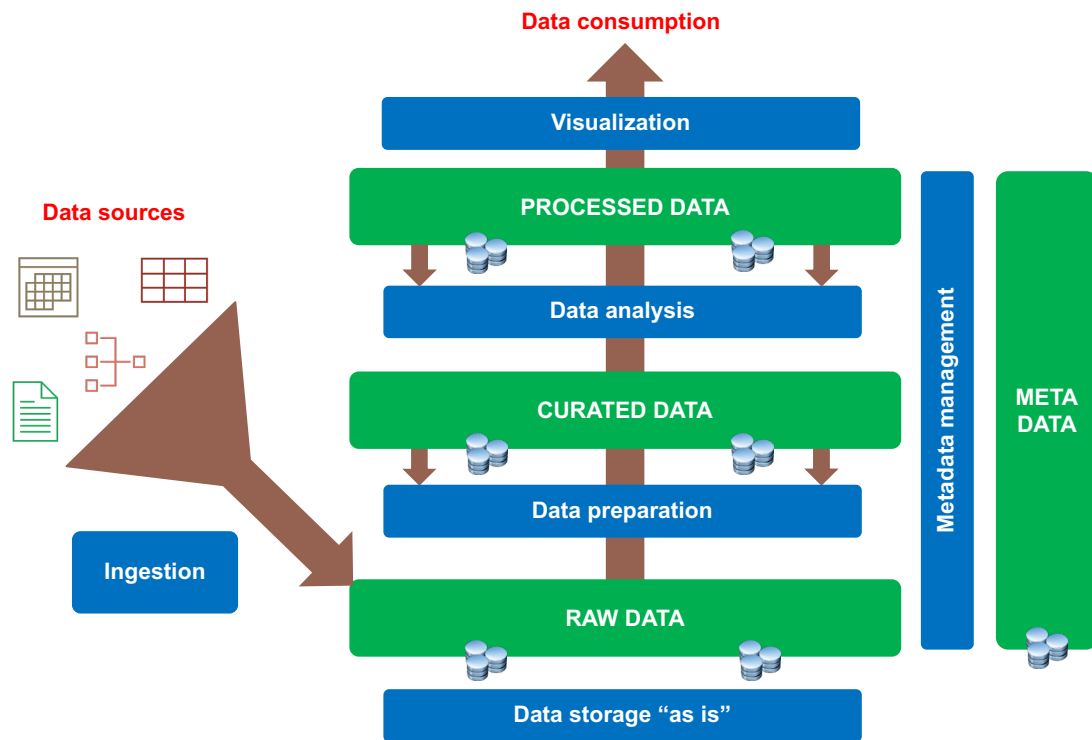 Data consumption
Visualization
PROCESSED DATA
Data sources
Data analysis
CURATED DATA
Data preparation
Ingestion
RAW DATA
Data storage “as is”
Metadata management
META
DATA